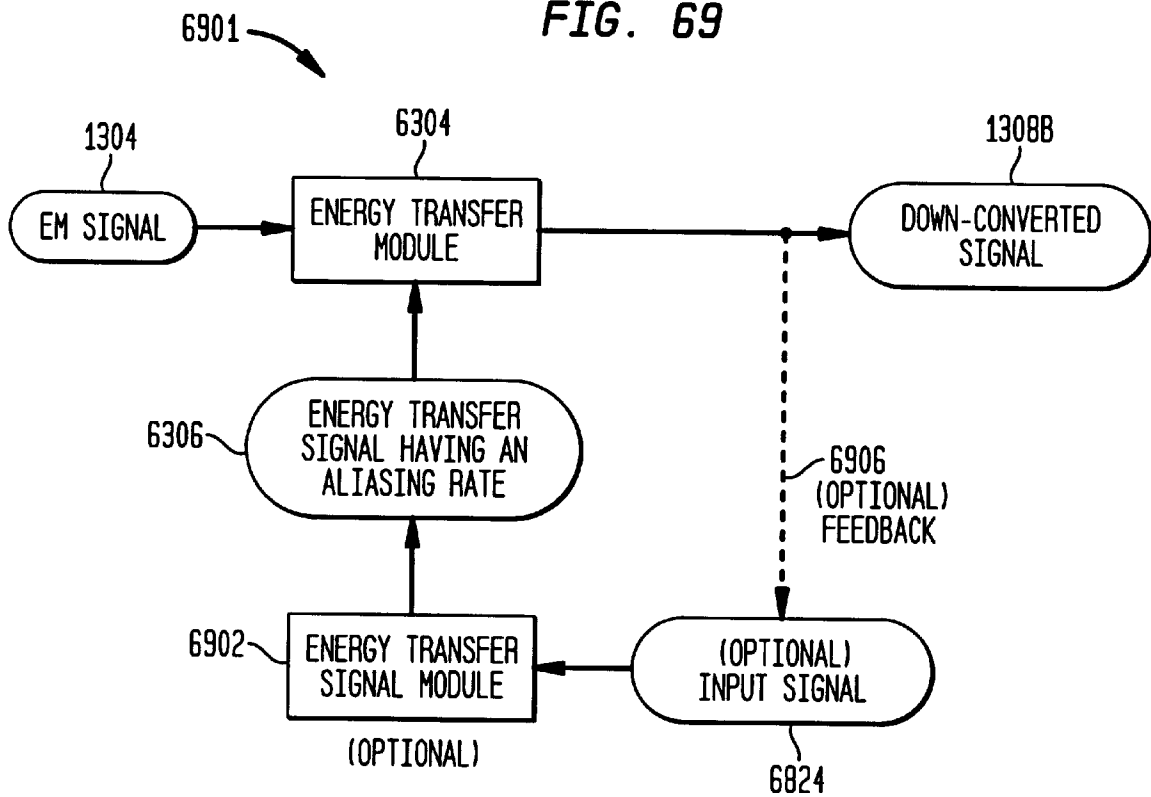 FIG. 69
6901
1304
6304
1308B
EM SIGNAL
ENERGY TRANSFER
MODULE
DOWN-CONVERTED
SIGNAL
6306
ENERGY TRANSFER
SIGNAL HAVING AN
ALIASING RATE
6906
(OPTIONAL)
FEEDBACK
6902
ENERGY TRANSFER
SIGNAL MODULE
(OPTIONAL)
(OPTIONAL)
INPUT SIGNAL
6824